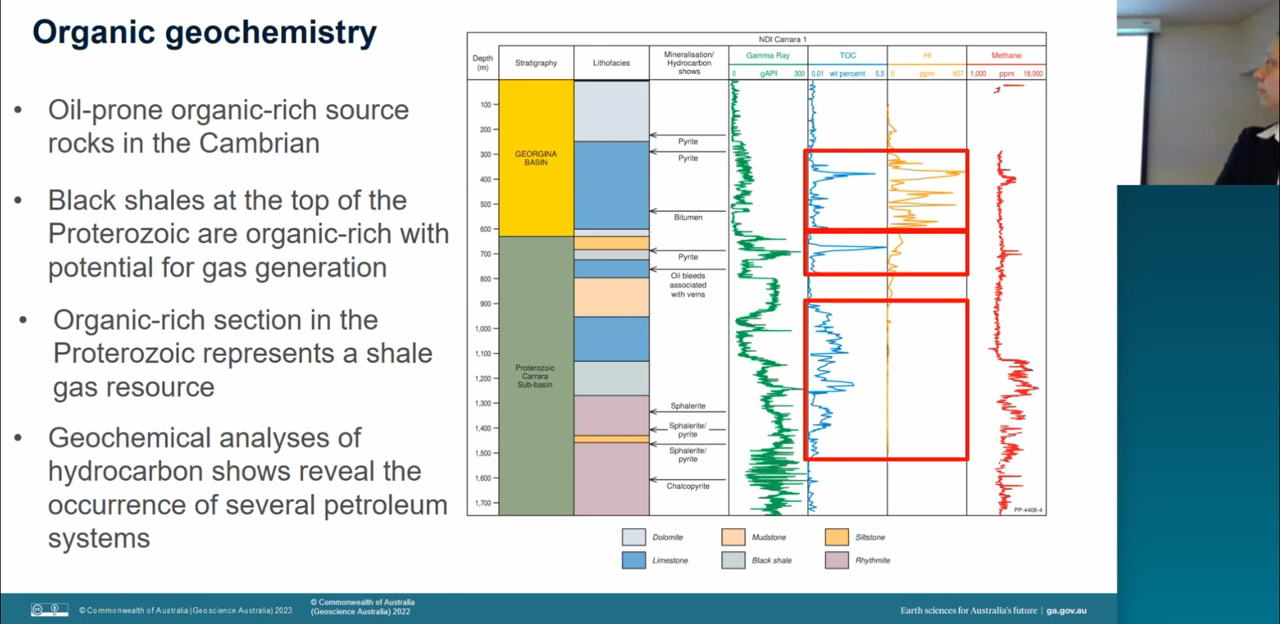 Organic geochemistry
• Oil-prone organic-rich source
rocks in the Cambrian
• Black shales at the top of the
Proterozoic are organic-rich with
potential for gas generation
• Organic-rich section in the
Proterozoic represents a shale
gas resource
• Geochemical analyses of
hydrocarbon shows reveal the
occurrence of several petroleum
systems
NDI Carrara 1
Depth
(m)
Stratigraphy
Lithofacies
Mineralisation/
Hydrocarbon
shows
Gamma Ray
0 gAPI 300
TOC
0.01 wt percent 5.5
HI
0 ppm 807
Methane
1,000 ppm 18,000
100
200
300
400
500
600
700
800
900
1,000
1,100
1,200
1,300
1,400
1,500
1,600
1,700
GEORGINA
BASIN
Proterozoic
Carrara
Sub-basin
Pyrite
Pyrite
Bitumen
Pyrite
Oil bleeds
associated
with veins
Sphalerite
Sphalerite/
pyrite
Sphalerite/
pyrite
Chalcopyrite
PP-4406-4
Dolomite
Mudstone
Siltstone
Limestone
Black shale
Rhythmite
© Commonwealth of Australia (Geoscience Australia) 2023.
© Commonwealth of Australia
(Geoscience Australia) 2022
Earth sciences for Australia's future | ga.gov.au